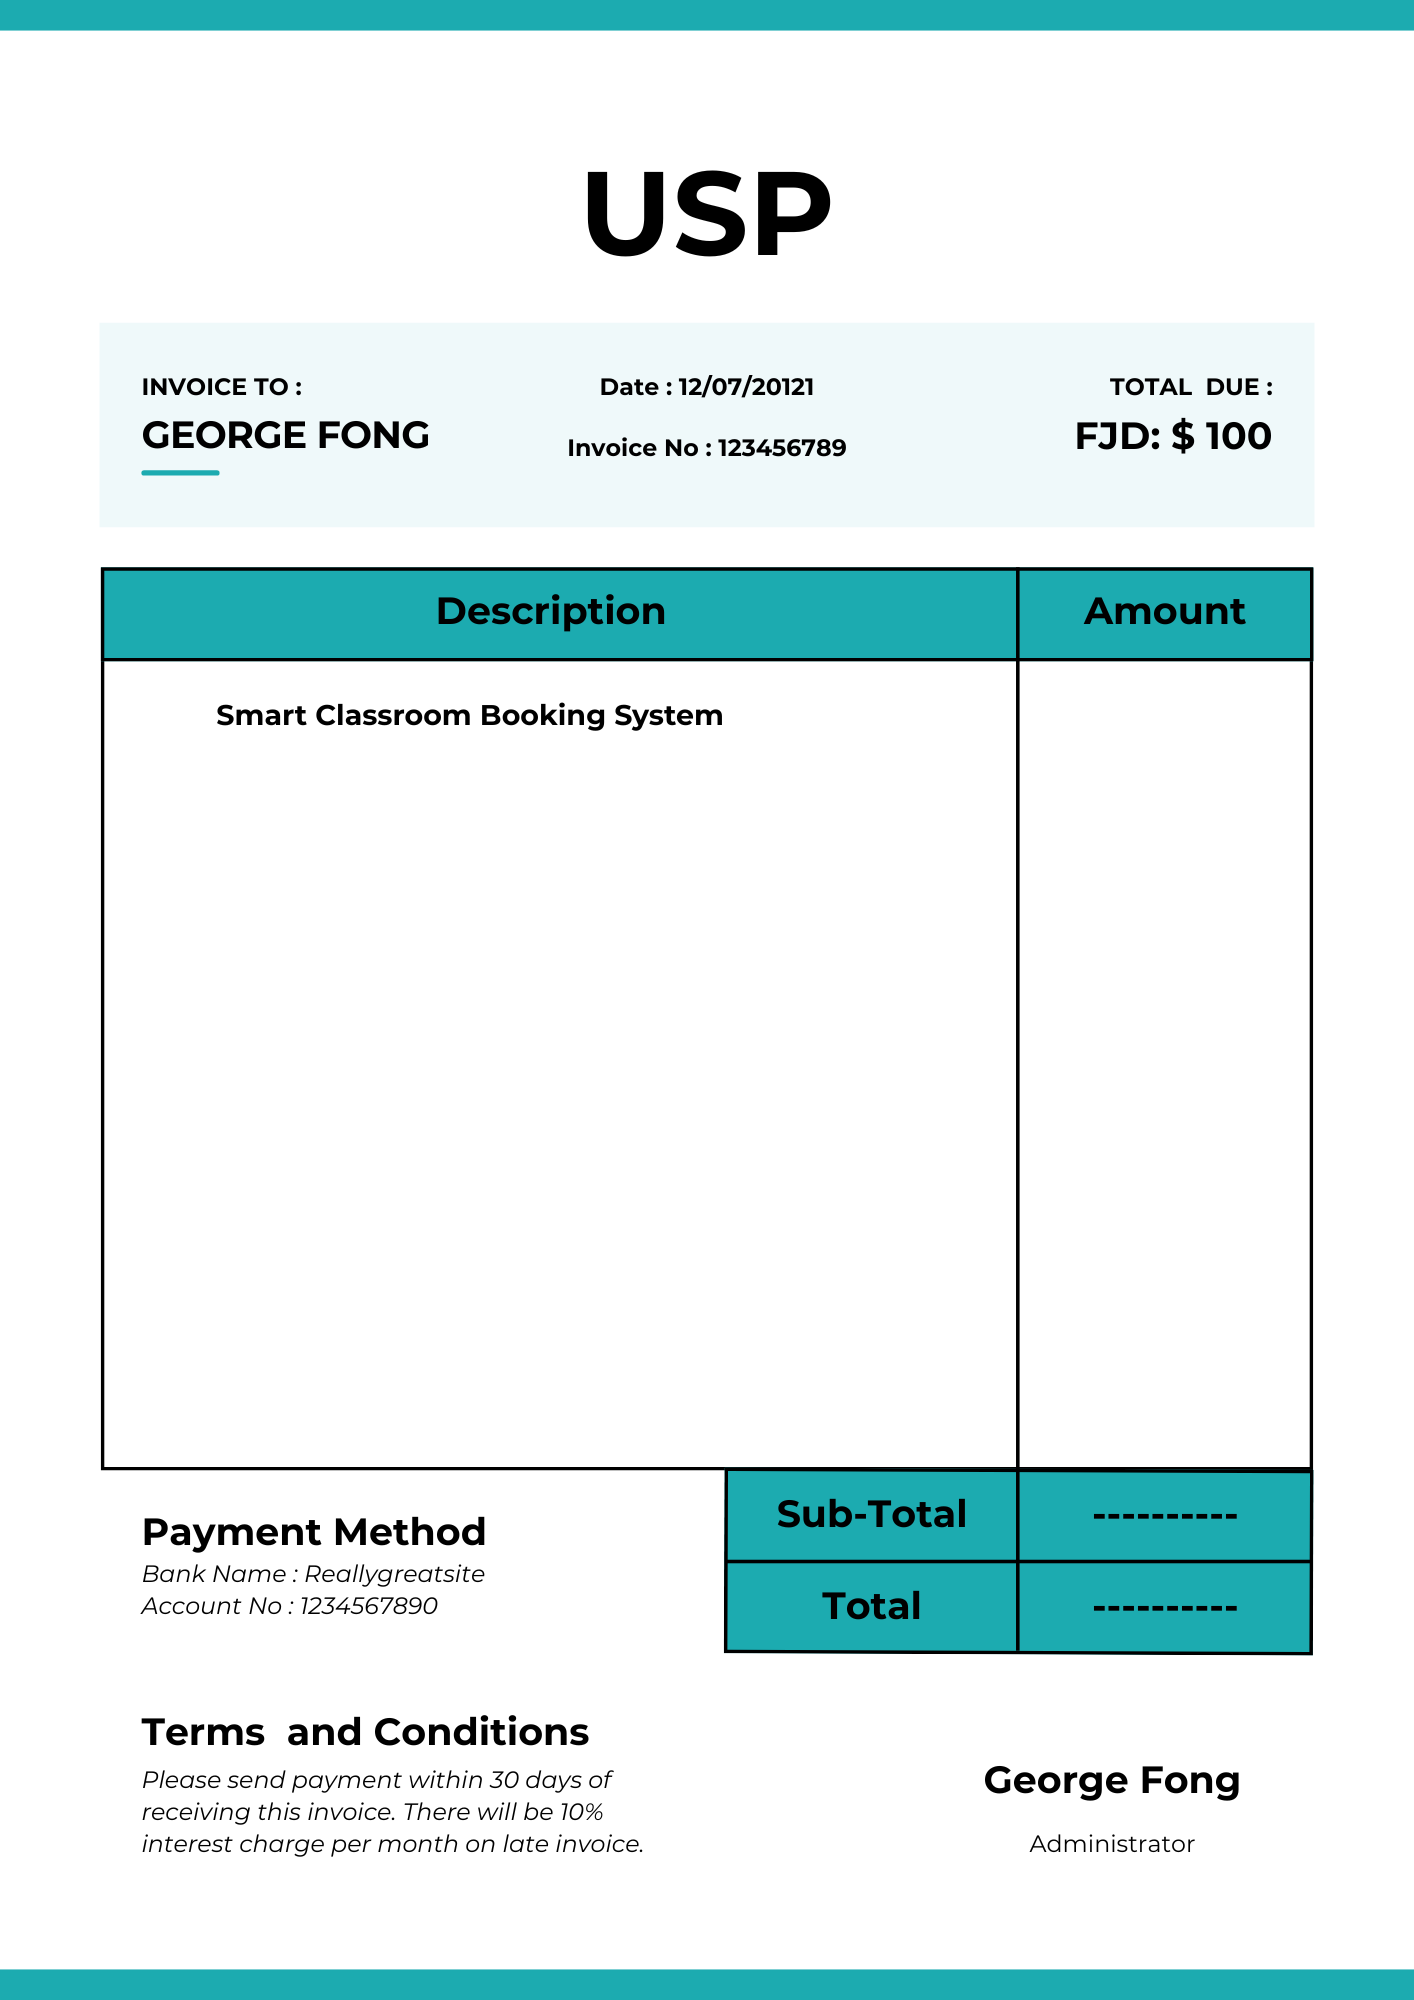 USP
INVOICE TO :
GEORGE FONG
Date : 12/07/20121
Invoice No : 123456789
TOTAL  DUE :
FJD: $ 100
Description
Amount
Smart Classroom Booking System
Sub-Total
----------
Total
----------
Payment Method
Bank Name : Reallygreatsite
Account No : 1234567890
Terms  and Conditions
Please send payment within 30 days of
receiving this invoice. There will be 10%
interest charge per month on late invoice.
George Fong
Administrator